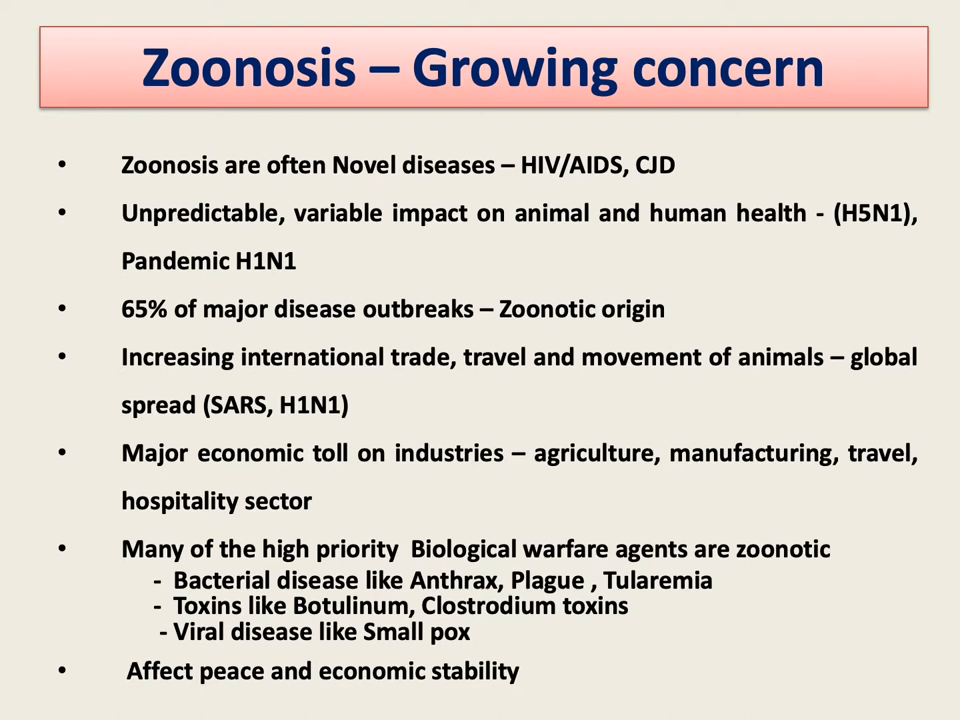 Zoonosis – Growing concern
• Zoonosis are often Novel diseases – HIV/AIDS, CJD
• Unpredictable, variable impact on animal and human health - (H5N1),
Pandemic H1N1
• 65% of major disease outbreaks – Zoonotic origin
• Increasing international trade, travel and movement of animals – global
spread (SARS, H1N1)
• Major economic toll on industries – agriculture, manufacturing, travel,
hospitality sector
• Many of the high priority Biological warfare agents are zoonotic
- Bacterial disease like Anthrax, Plague , Tularemia
- Toxins like Botulinum, Clostrodium toxins
- Viral disease like Small pox
• Affect peace and economic stability